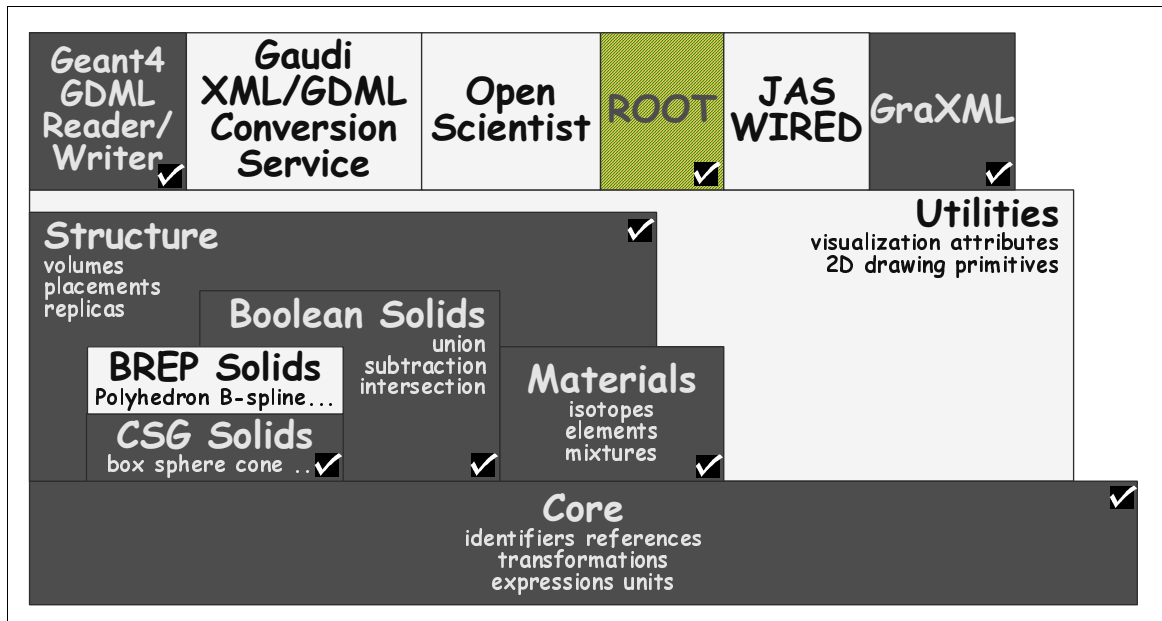 Geant4
GDML
Reader/
Writer
Gaudi
XML/GDML
Conversion
Service
Open
Scientist
ROOT
JAS
WIRED
GraXML
Utilities
visualization attributes
2D drawing primitives
Structure
volumes
placements
replicas
Boolean Solids
union
subtraction
intersection
BREP Solids
Polyhedron B-spline...
CSG Solids
box sphere cone ..
Materials
isotopes
elements
mixtures
Core
identifiers references
transformations
expressions units